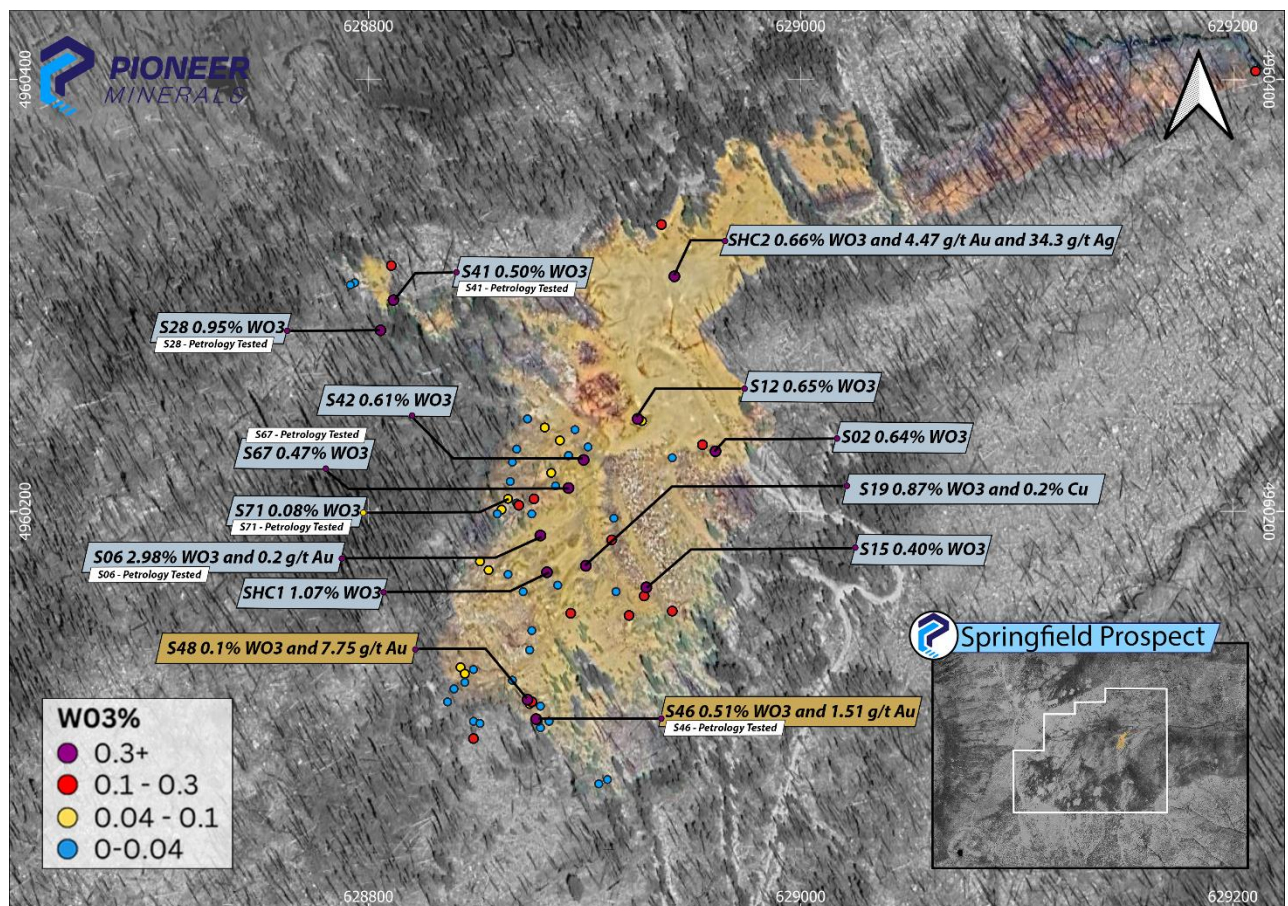 628800
629000
629200
4960400
4960400
PIONEER
MINERALS
SHC2 0.66% WO3 and 4.47 g/t Au and 34.3 g/t Ag
S41 0.50% WO3
S41 - Petrology Tested
S28 0.95% WO3
S28 - Petrology Tested
S12 0.65% WO3
S42 0.61% WO3
S67 - Petrology Tested
S67 0.47% WO3
S02 0.64% WO3
S19 0.87% WO3 and 0.2% Cu
4960200
4960200
S71 0.08% WO3
S71 - Petrology Tested
S15 0.40% WO3
S06 2.98% WO3 and 0.2 g/t Au
S06 - Petrology Tested
SHC1 1.07% WO3
S48 0.1% WO3 and 7.75 g/t Au
Springfield Prospect
S46 0.51% WO3 and 1.51 g/t Au
S46 - Petrology Tested
WO3%
0.3+
0.1 - 0.3
0.04 - 0.1
0-0.04
628800
629000
629200